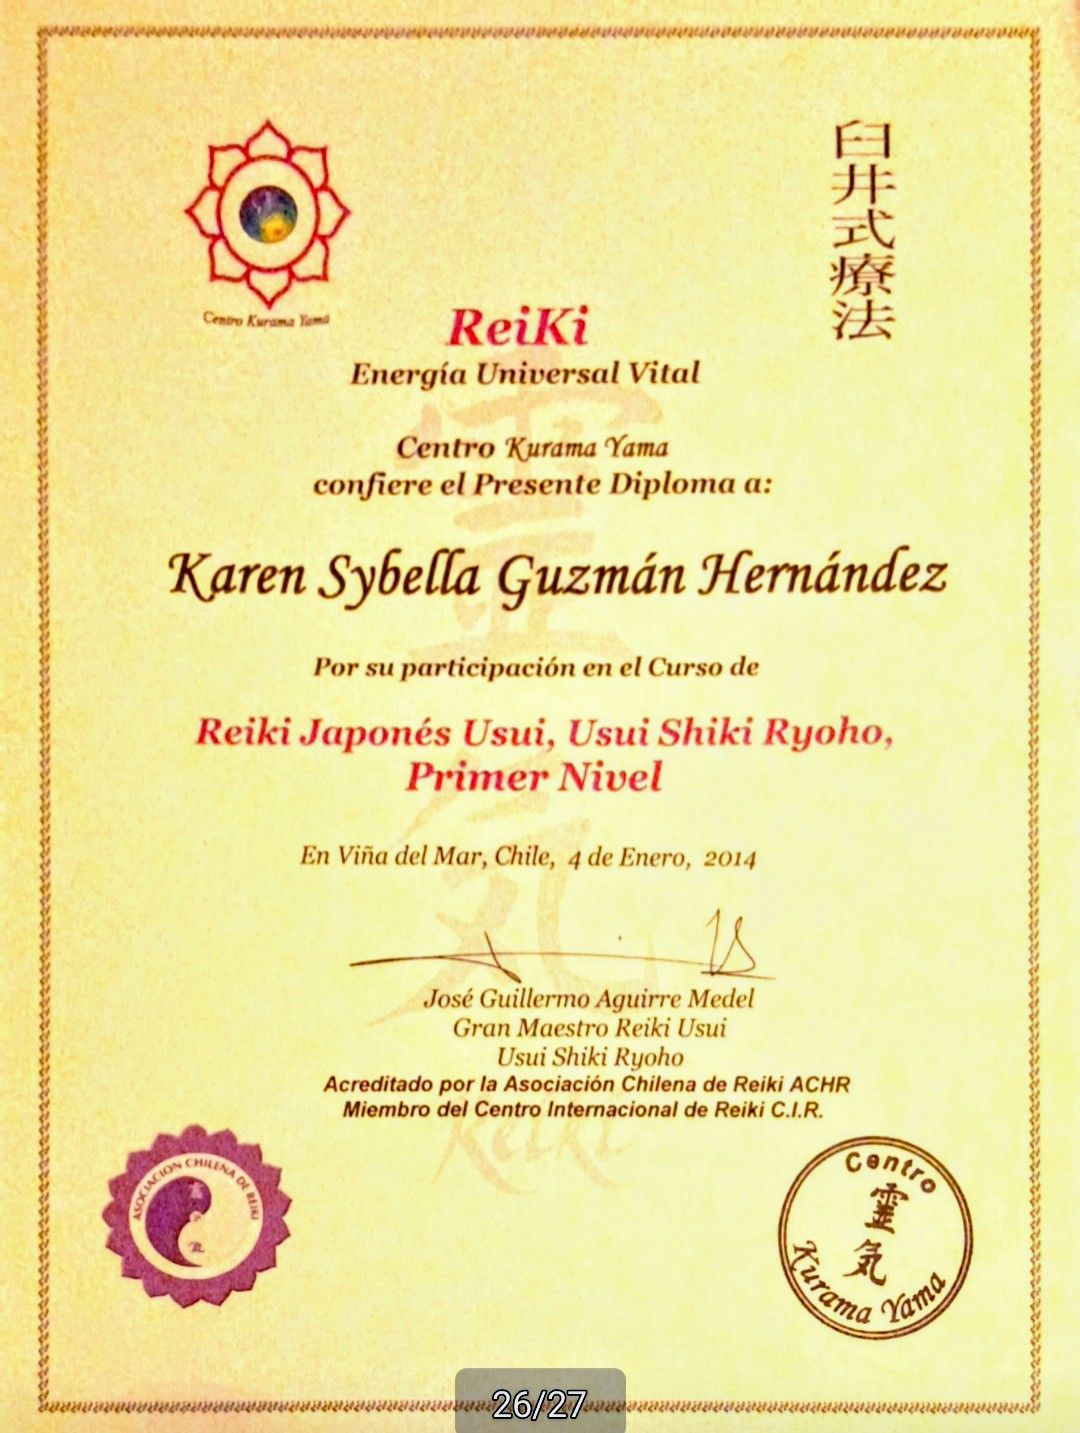 Centro Kurama Yama
臼井式療法
ReiKi
Energía Universal Vital
Centro Kurama Yama
confiere el Presente Diploma a:
Karen Sybella Guzmán Hernández
Por su participación en el Curso de
Reiki Japonés Usui, Usui Shiki Ryoho,
Primer Nivel
En Viña del Mar, Chile, 4 de Enero, 2014
José Guillermo Aguirre Medel
Gran Maestro Reiki Usui
Usui Shiki Ryoho
Acreditado por la Asociación Chilena de Reiki ACHR
Miembro del Centro Internacional de Reiki C.I.R.
Reiki
ASOCIACION CHILENA DE REIKI
Centro
靈気
Kurama Yama
26/27